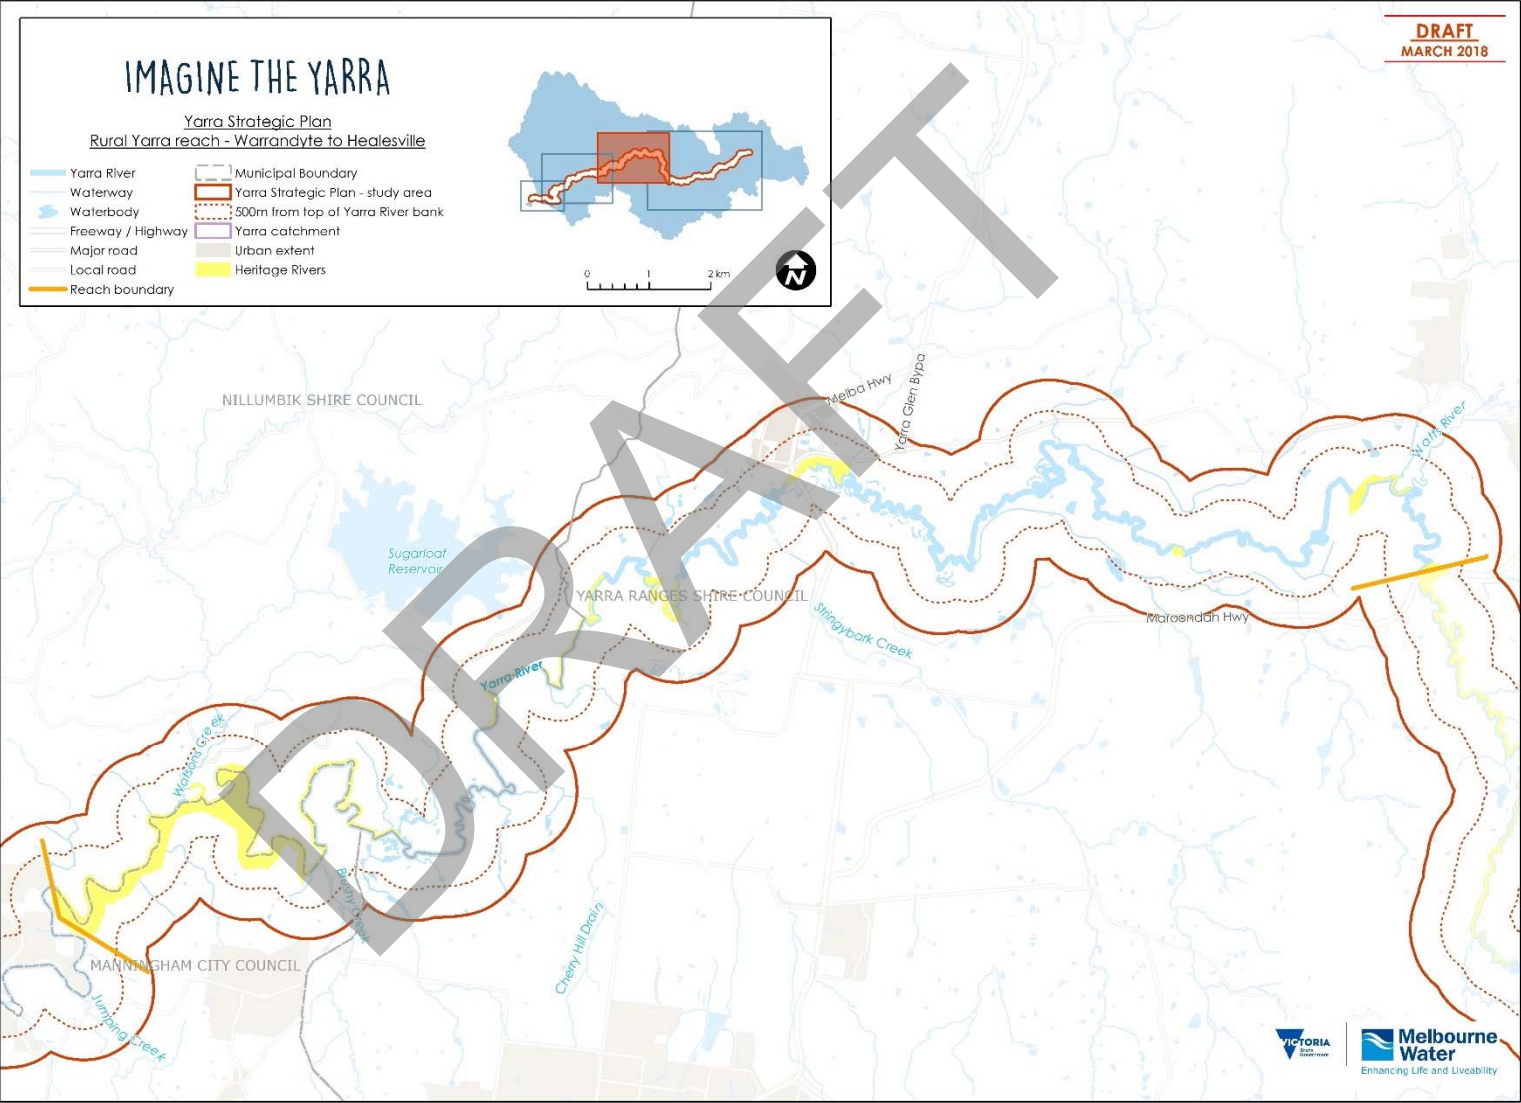 DRAFT
MARCH 2018
IMAGINE THE YARRA
Yarra Strategic Plan
Rural Yarra reach - Warrandyte to Healesville
Yarra River
Waterway
Waterbody
Freeway / Highway
Major road
Local road
Reach boundary
Municipal Boundary
Yarra Strategic Plan - study area
500m from top of Yarra River bank
Yarra catchment
Urban extent
Heritage Rivers
0 1 2 km
N
DRAFT
Melba Hwy
Yarra Glen Bypa
NILLUMBIK SHIRE COUNCIL
Watts River
Sugarloaf
Reservoir
YARRA RANGES SHIRE COUNCIL
Stringybark Creek
Maroondah Hwy
Yarra River
Watsons Creek
Brushy Creek
Cherry Hill Drain
MANNINGHAM CITY COUNCIL
Jumping Creek
VICTORIA
State
Government
Melbourne
Water
Enhancing Life and Liveability